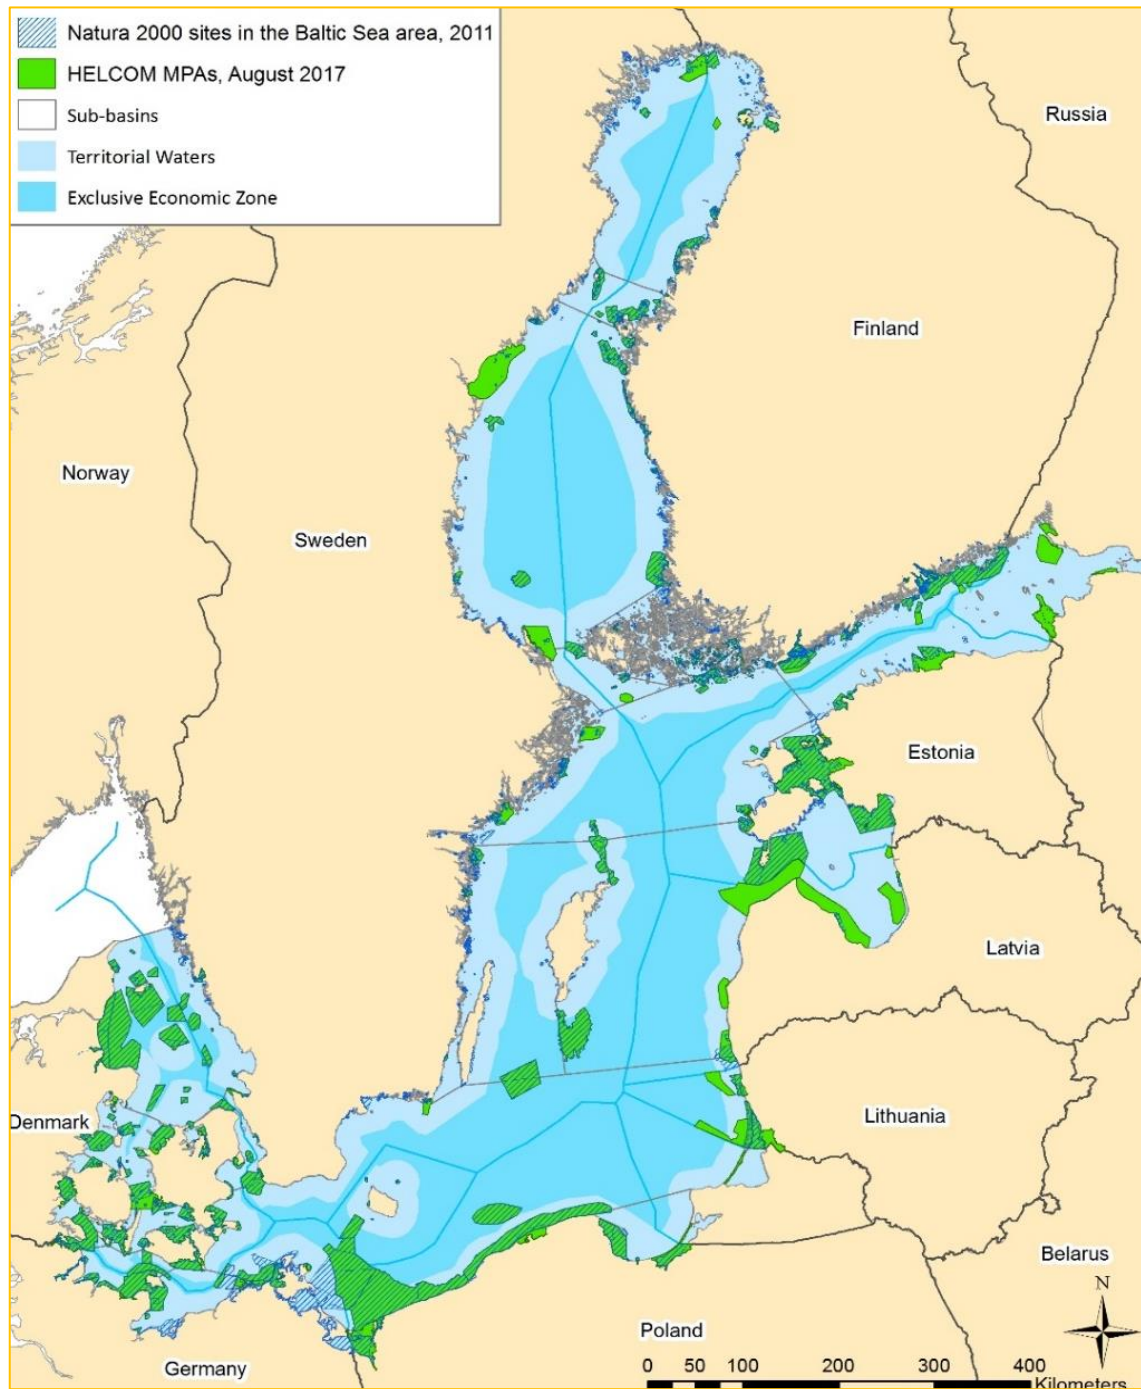 Natura 2000 sites in the Baltic Sea area, 2011
HELCOM MPAs, August 2017
Sub-basins
Territorial Waters
Exclusive Economic Zone
Russia
Finland
Norway
Sweden
Estonia
Latvia
Denmark
Lithuania
Belarus
N
Poland
Germany
0 50 100 200 300 400
Kilometers